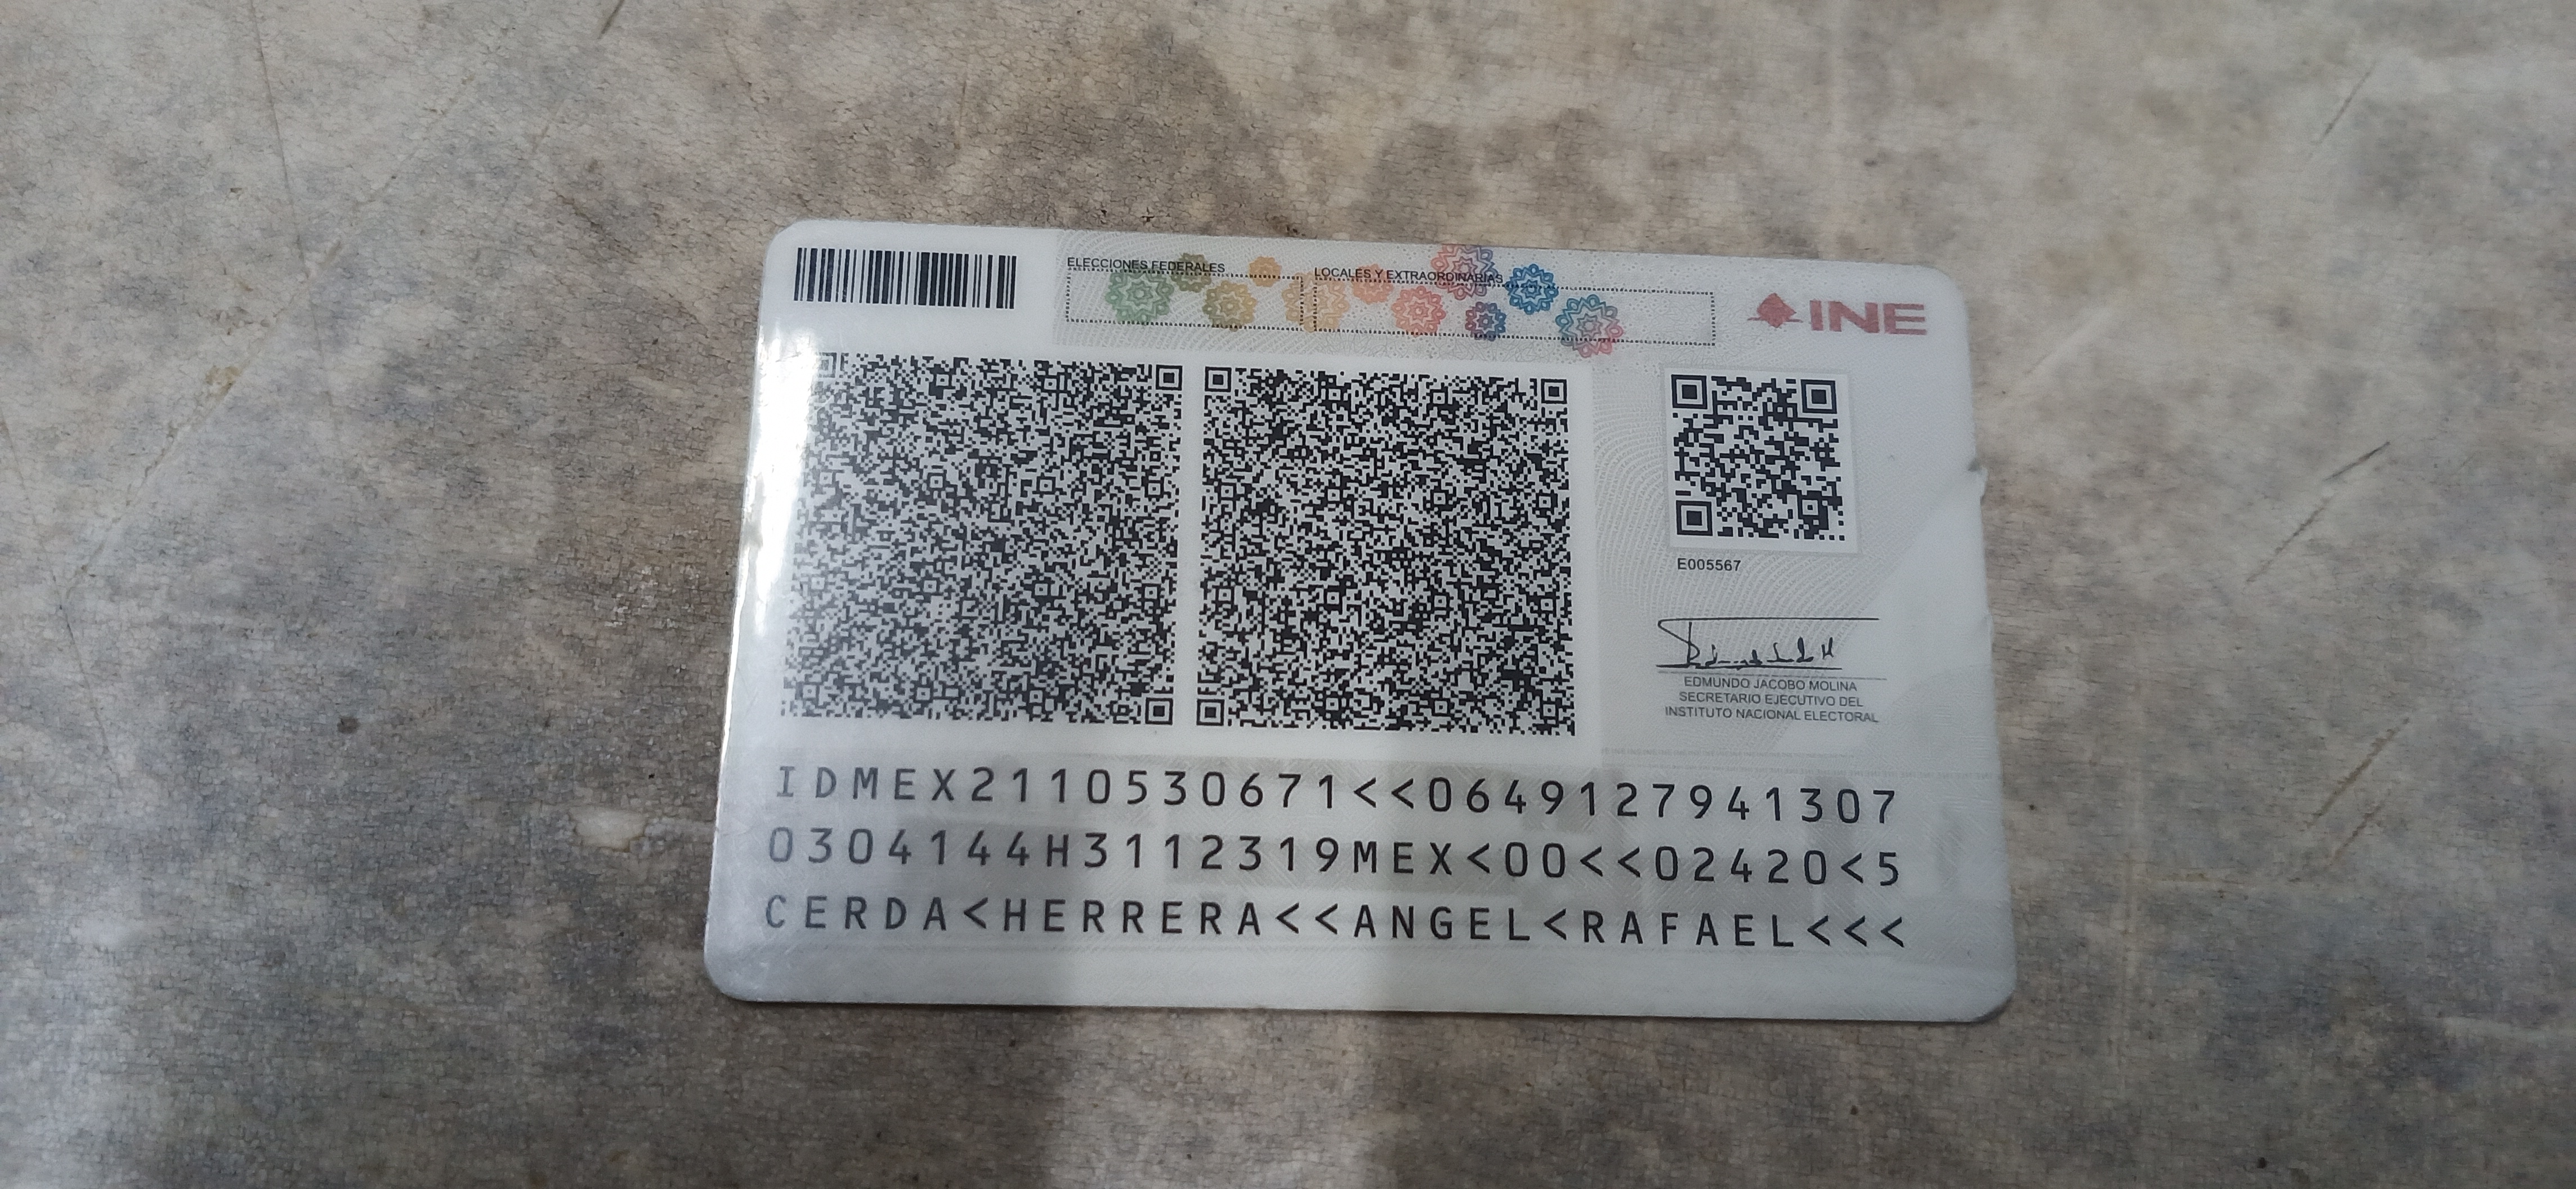 ELECCIONES FEDERALES
LOCALES Y EXTRAORDINARIAS
INE
E005567
EDMUNDO JACOBO MOLINA
SECRETARIO EJECUTIVO DEL
INSTITUTO NACIONAL ELECTORAL
IDMEX2110530671<<0649127941307
0304144H3112319MEX<00<<02420<5
CERDA<HERRERA<<ANGEL<RAFAEL<<<